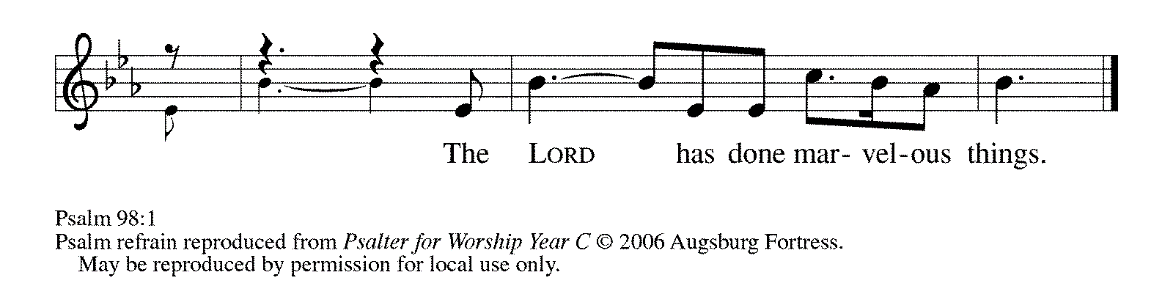 The LORD has done mar- vel-ous things.
Psalm 98:1
Psalm refrain reproduced from Psalter for Worship Year C © 2006 Augsburg Fortress.
May be reproduced by permission for local use only.